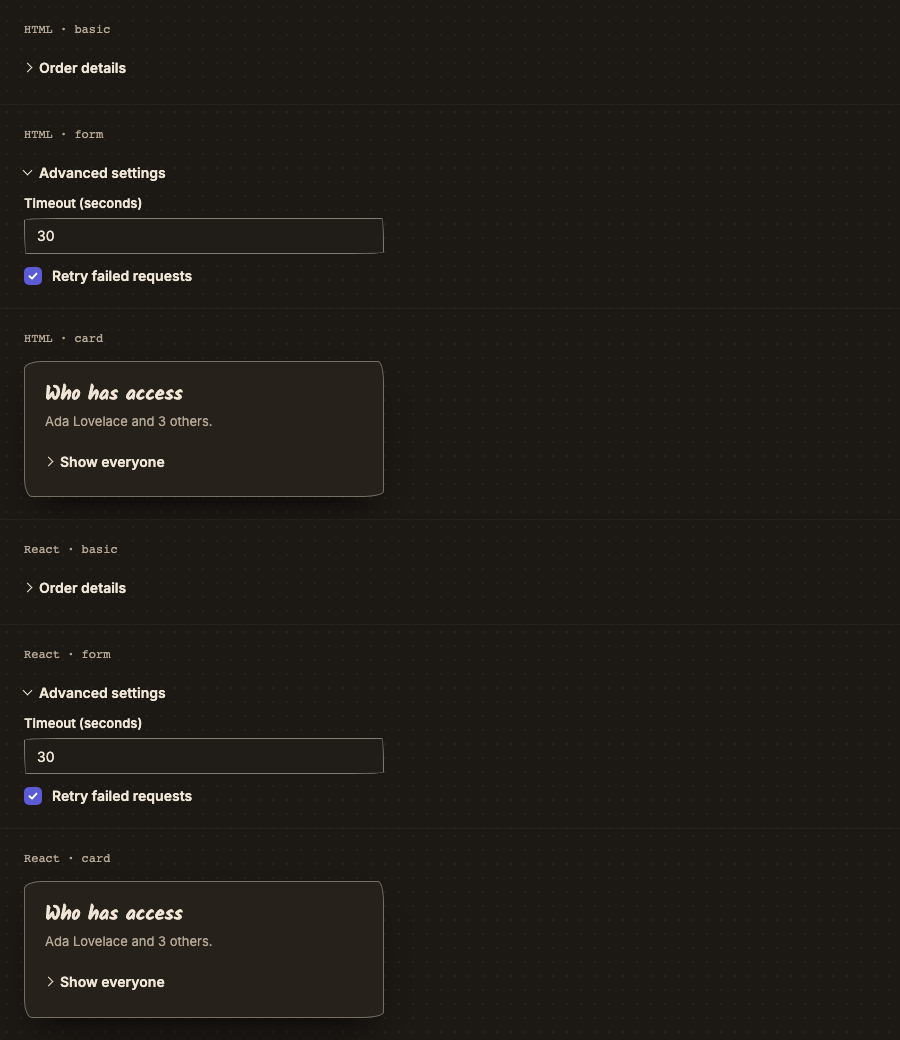 HTML · basic
Order details
HTML · form
Advanced settings
Timeout (seconds)
30
Retry failed requests
HTML · card
Who has access
Ada Lovelace and 3 others.
Show everyone
React · basic
Order details
React · form
Advanced settings
Timeout (seconds)
30
Retry failed requests
React · card
Who has access
Ada Lovelace and 3 others.
Show everyone